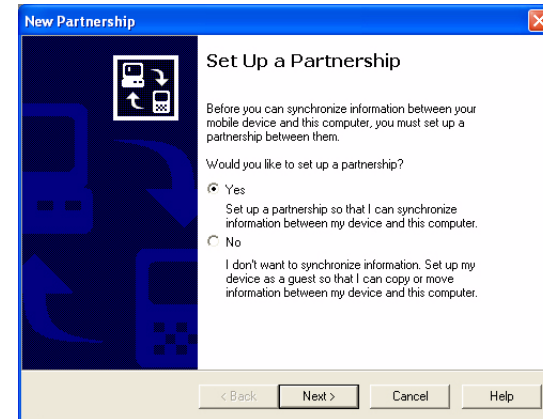 New Partnership
Set Up a Partnership
Before you can synchronize information between your
mobile device and this computer, you must set up a
partnership between them.
Would you like to set up a partnership?
Yes
Set up a partnership so that I can synchronize
information between my device and this computer.
No
I don't want to synchronize information. Set up my
device as a guest so that I can copy or move
information between my device and this computer.
< Back
Next >
Cancel
Help